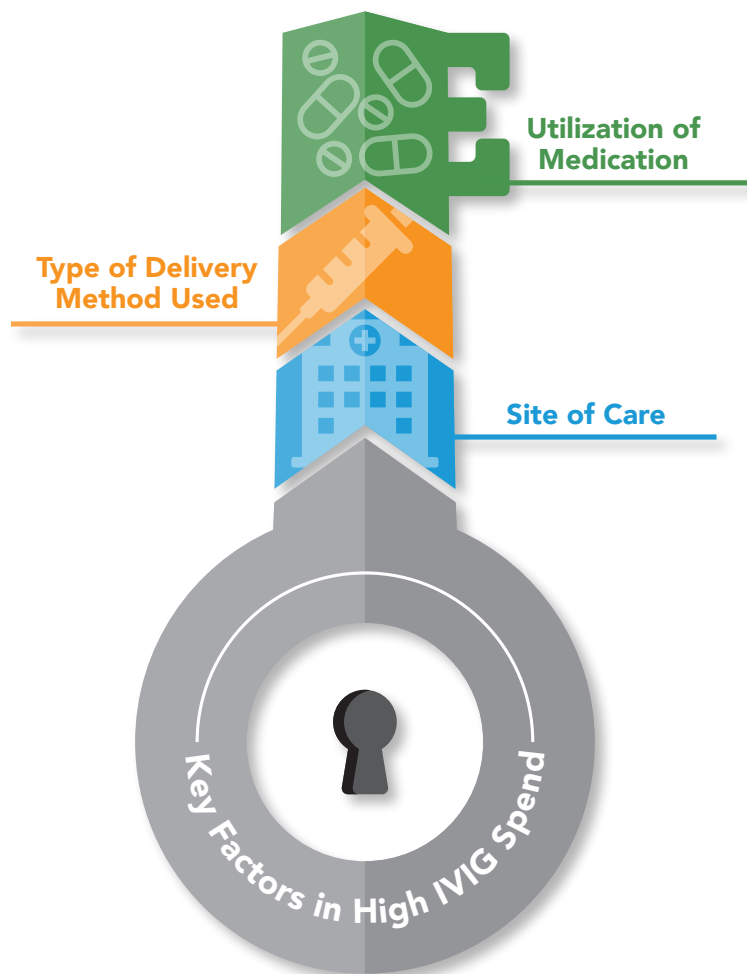 Utilization of
Medication
Type of Delivery
Method Used
Site of Care
Key Factors in High IVIG Spend